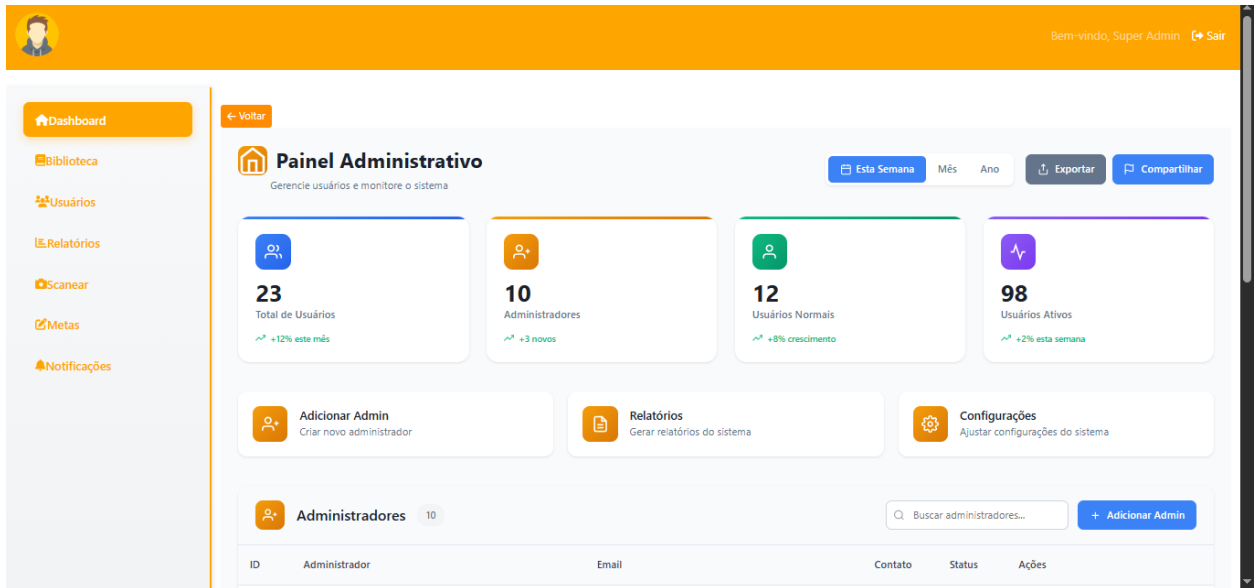 Bem-vindo, Super Admin Sair
Dashboard
Biblioteca
Usuários
Relatórios
Scanear
Metas
Notificações
← Voltar
Painel Administrativo
Gerencie usuários e monitore o sistema
Esta Semana Mês Ano Exportar Compartilhar
23
Total de Usuários
+12% este mês
10
Administradores
+3 novos
12
Usuários Normais
+8% crescimento
98
Usuários Ativos
+2% esta semana
Adicionar Admin
Criar novo administrador
Relatórios
Gerar relatórios do sistema
Configurações
Ajustar configurações do sistema
Administradores 10
Buscar administradores...
+ Adicionar Admin
ID Administrador Email Contato Status Ações